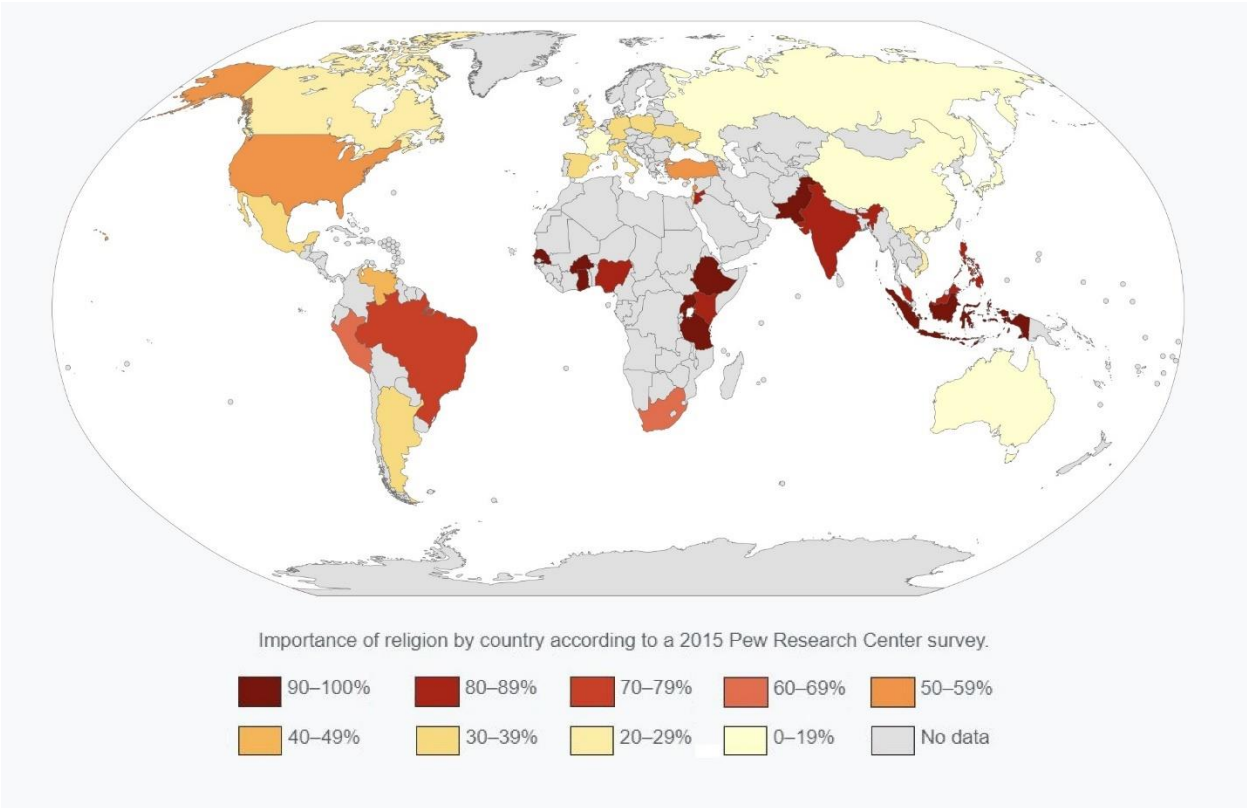 Importance of religion by country according to a 2015 Pew Research Center survey.
90–100% 80–89% 70–79% 60–69% 50–59%
40–49% 30–39% 20–29% 0–19% No data